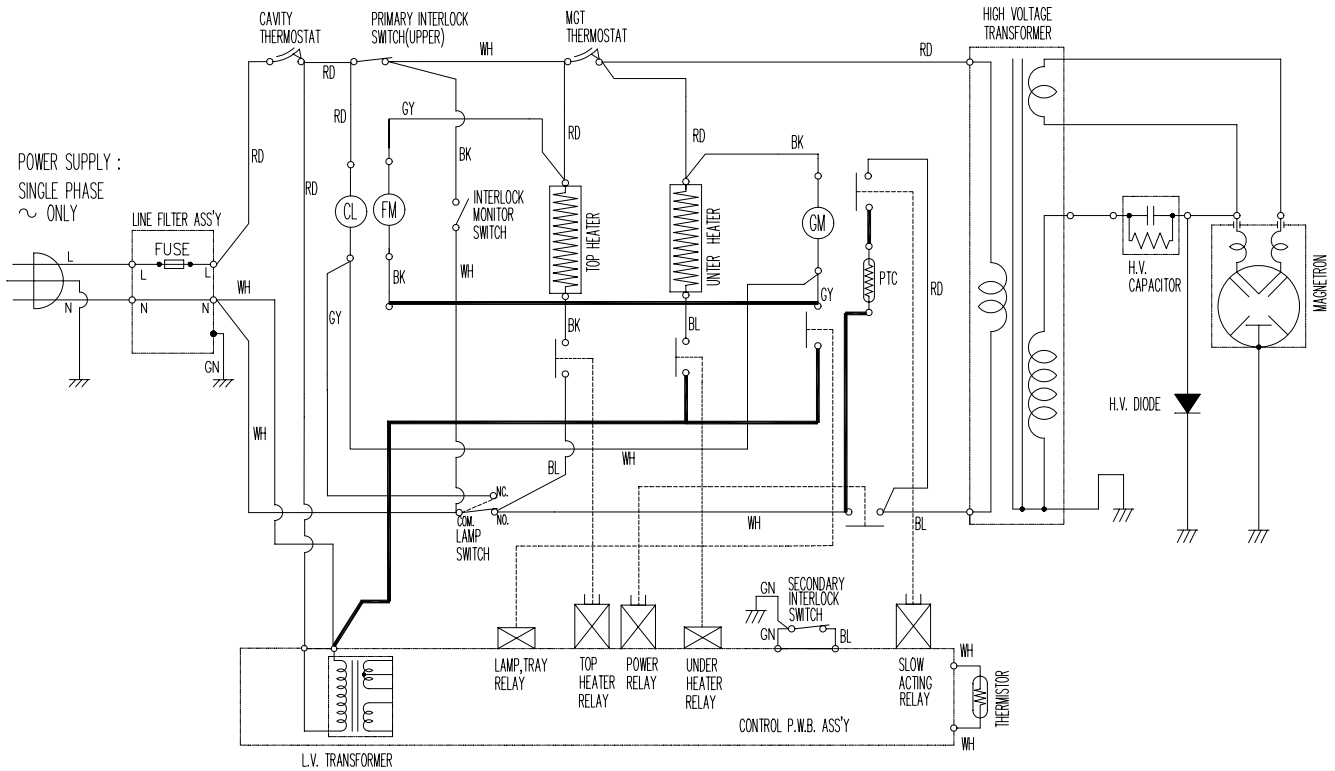 CAVITY
THERMOSTAT
PRIMARY INTERLOCK
SWITCH(UPPER)
WH
MGT
THERMOSTAT
RD
HIGH VOLTAGE
TRANSFORMER
RD
RD
GY
RD
RD
BK
BK
RD
RD
POWER SUPPLY :
SINGLE PHASE
～ ONLY
LINE FILTER ASS'Y
FUSE
L
L
L
N
N
N
WH
GN
CL
FM
INTERLOCK
MONITOR
SWITCH
TOP HEATER
UNTER HEATER
GM
PTC
RD
H.V.
CAPACITOR
MAGNETRON
BK
WH
GY
GY
BK
BL
H.V. DIODE
WH
WH
BL
NC.
COM.
NO.
LAMP
SWITCH
WH
BL
SECONDARY
INTERLOCK
SWITCH
GN
GN
BL
LAMP,TRAY
RELAY
TOP
HEATER
RELAY
POWER
RELAY
UNDER
HEATER
RELAY
SLOW
ACTING
RELAY
WH
THERMISTOR
WH
CONTROL P.W.B. ASS'Y
L.V. TRANSFORMER